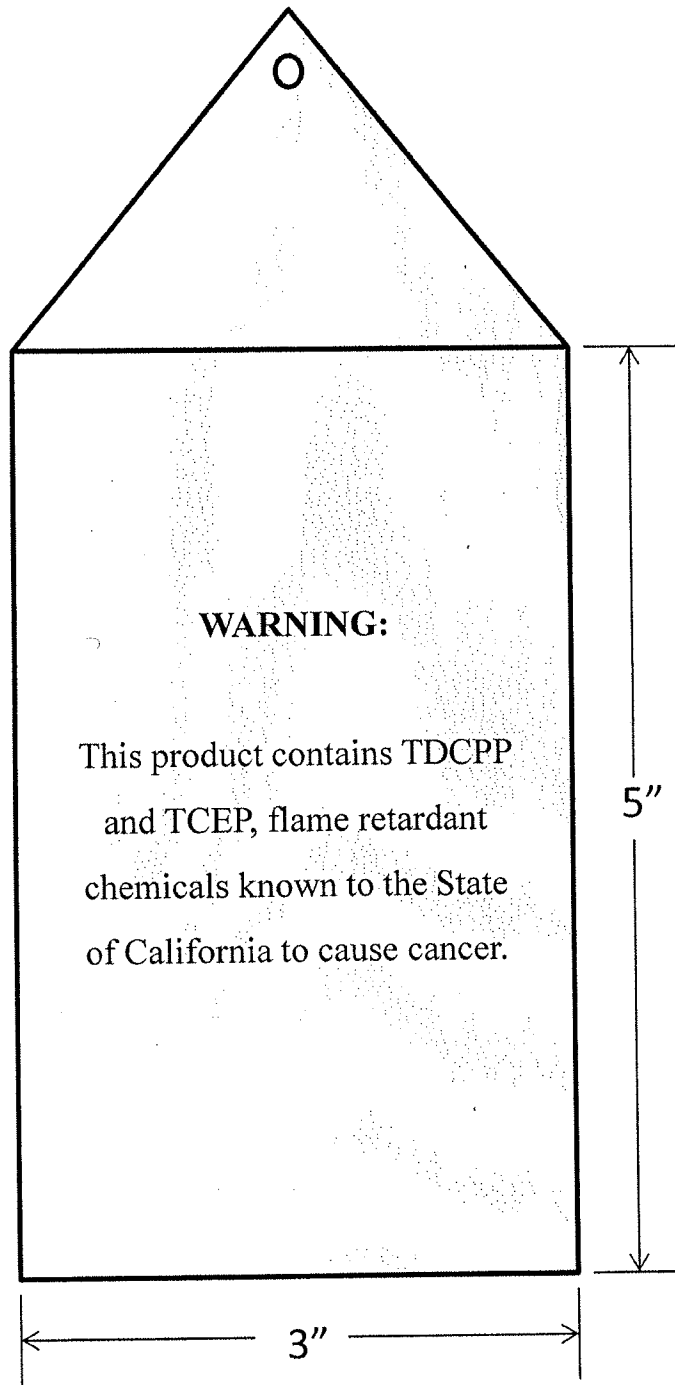 WARNING:
This product contains TDCPP
and TCEP, flame retardant
chemicals known to the State
of California to cause cancer.
5"
3"